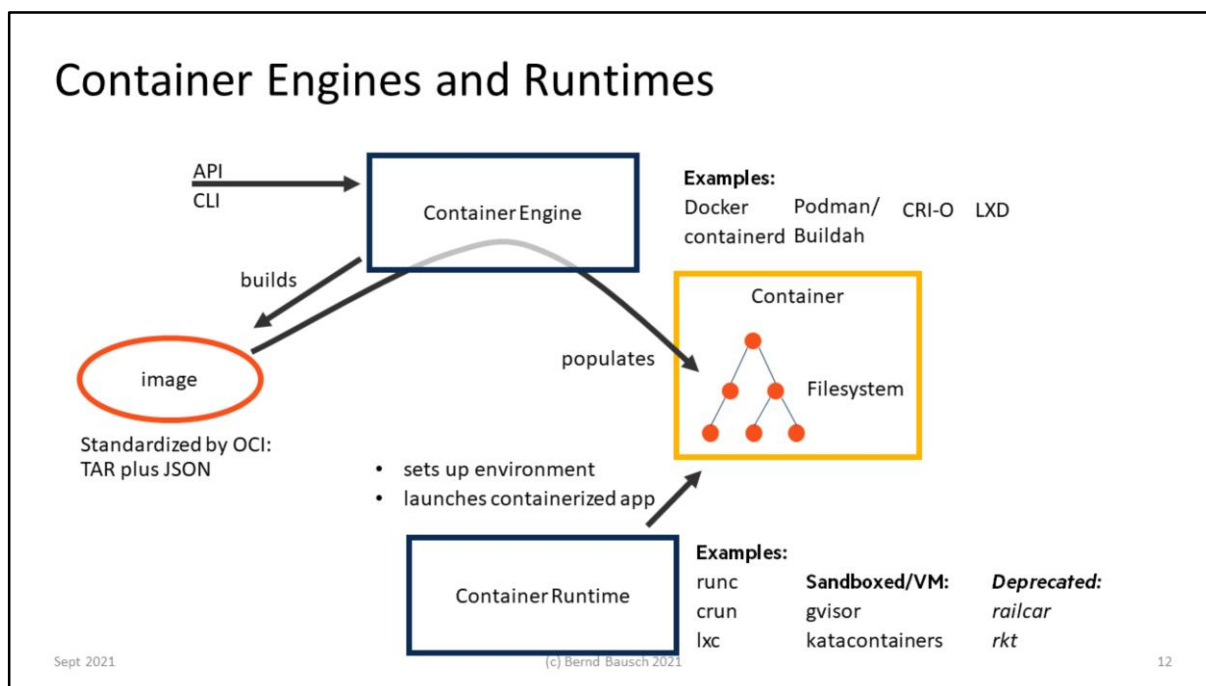 Container Engines and Runtimes
API
CLI
Container Engine
Examples:
Docker Podman/ CRI-O LXD
containerd Buildah
builds
Container
populates
Filesystem
image
Standardized by OCI:
TAR plus JSON
• sets up environment
• launches containerized app
Container Runtime
Examples:
runc Sandboxed/VM: Deprecated:
crun gvisor railcar
lxc katacontainers rkt
Sept 2021 (c) Bernd Bausch 2021 12